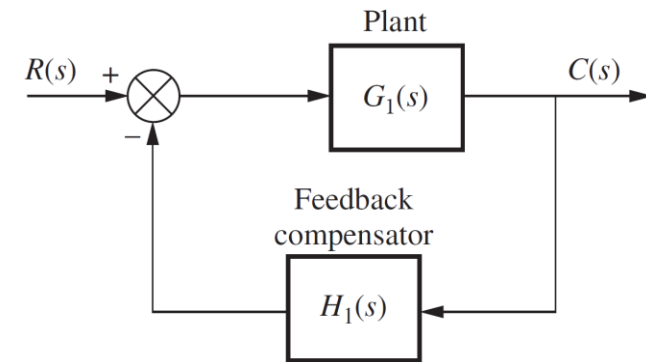 Plant
R(s) + C(s)
G₁(s)
−
Feedback
compensator
H₁(s)